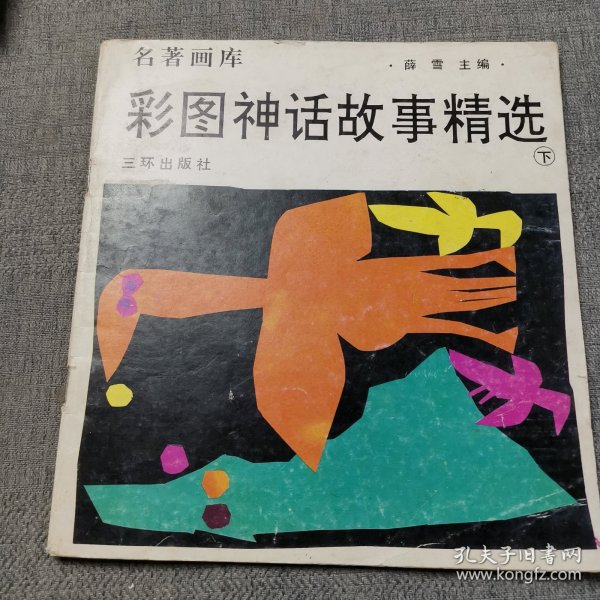 名著画库
·薛雪主编·
彩图神话故事精选
下
三环出版社
孔夫子旧书网
www.kongfz.com